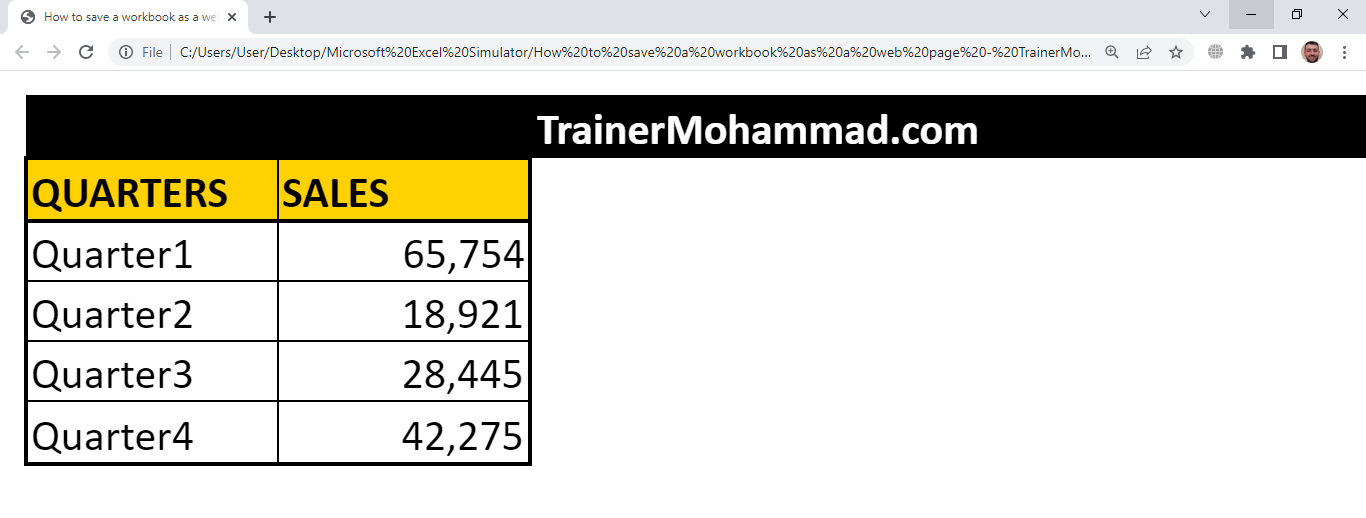 How to save a workbook as a we
File
C:/Users/User/Desktop/Microsoft%20Excel%20Simulator/How%20to%20save%20a%20workbook%20as%20a%20web%20page%20-%20TrainerMo...
TrainerMohammad.com
QUARTERS SALES
Quarter1 65,754
Quarter2 18,921
Quarter3 28,445
Quarter4 42,275